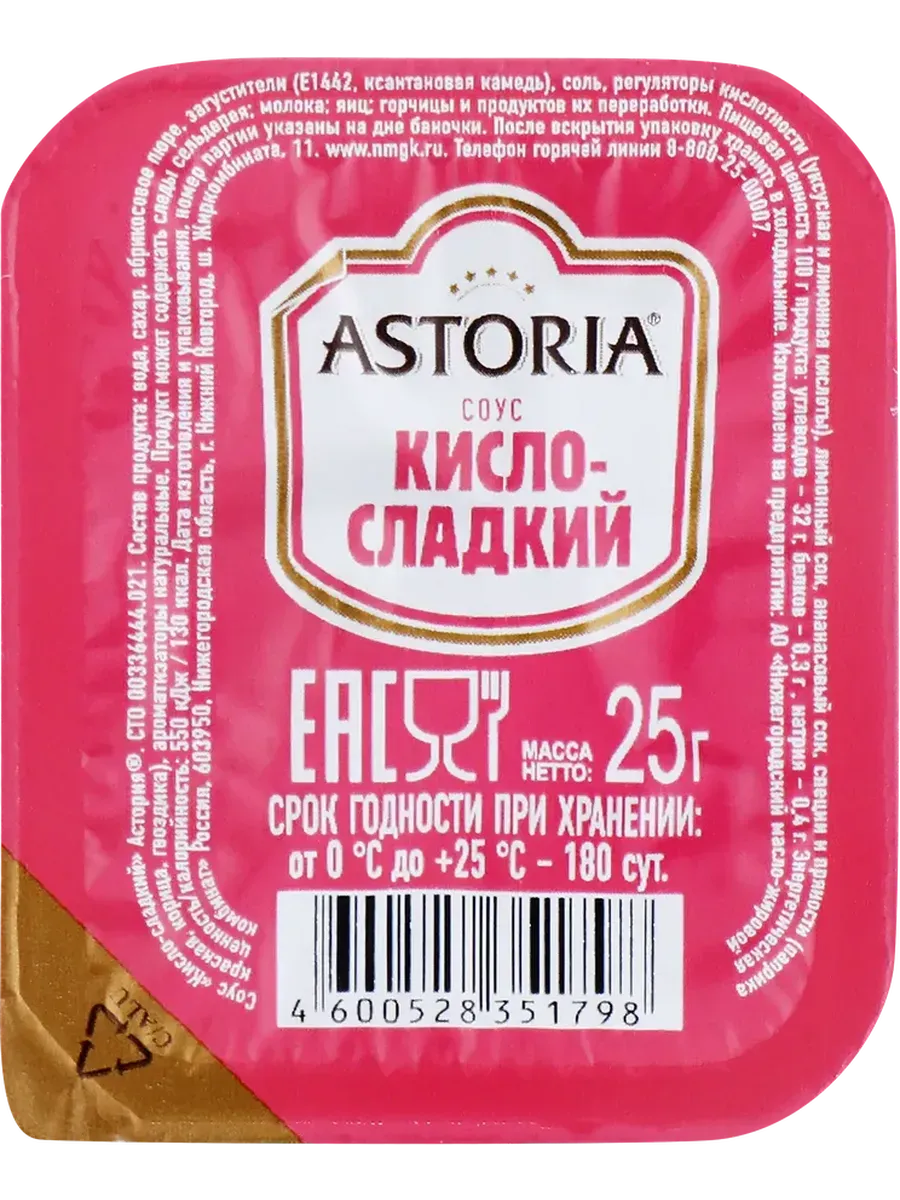 Соус «Кисло-сладкий» Астория®. СТО 00336444.021. Состав продукта: вода, сахар, абрикосовое пюре, загустители (Е1442, ксантановая камедь), соль, регуляторы кислотности (уксусная и лимонная кислоты), лимонный сок, ананасовый сок, специи и пряности (паприка
красная, корица, гвоздика), ароматизаторы натуральные. Продукт может содержать следы сельдерея; молока; яиц; горчицы и продуктов их переработки. Пищевая ценность 100 г продукта: углеводов – 32 г, белков – 0,3 г, натрия – 0,4 г. Энергетическая
ценность/калорийность: 550 кДж / 130 ккал. Дата изготовления и упаковывания, номер партии указаны на дне баночки. После вскрытия упаковку хранить в холодильнике. Изготовлено на предприятии: АО «Нижегородский масло-жировой
комбинат» Россия, 603950, Нижегородская область, г. Нижний Новгород, ш. Жиркомбината, 11. www.nmgk.ru. Телефон горячей линии 8-800-25-00007.
ASTORIA®
СОУС
КИСЛО-
СЛАДКИЙ
EAC
МАССА
НЕТТО: 25г
СРОК ГОДНОСТИ ПРИ ХРАНЕНИИ:
от 0 °С до +25 °С – 180 сут.
4 600528 351798
C/ALU